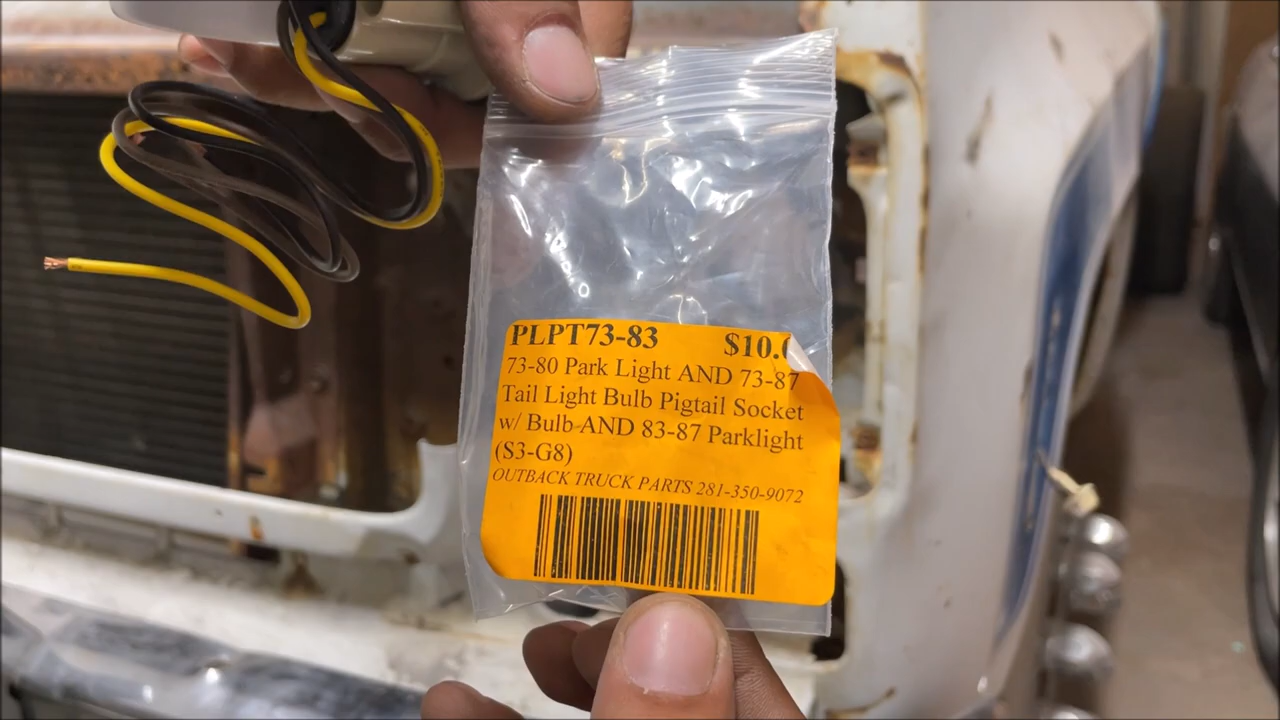 PLPT73-83 $10.
73-80 Park Light AND 73-87
Tail Light Bulb Pigtail Socket
w/ Bulb AND 83-87 Parklight
(S3-G8)
OUTBACK TRUCK PARTS 281-350-9072